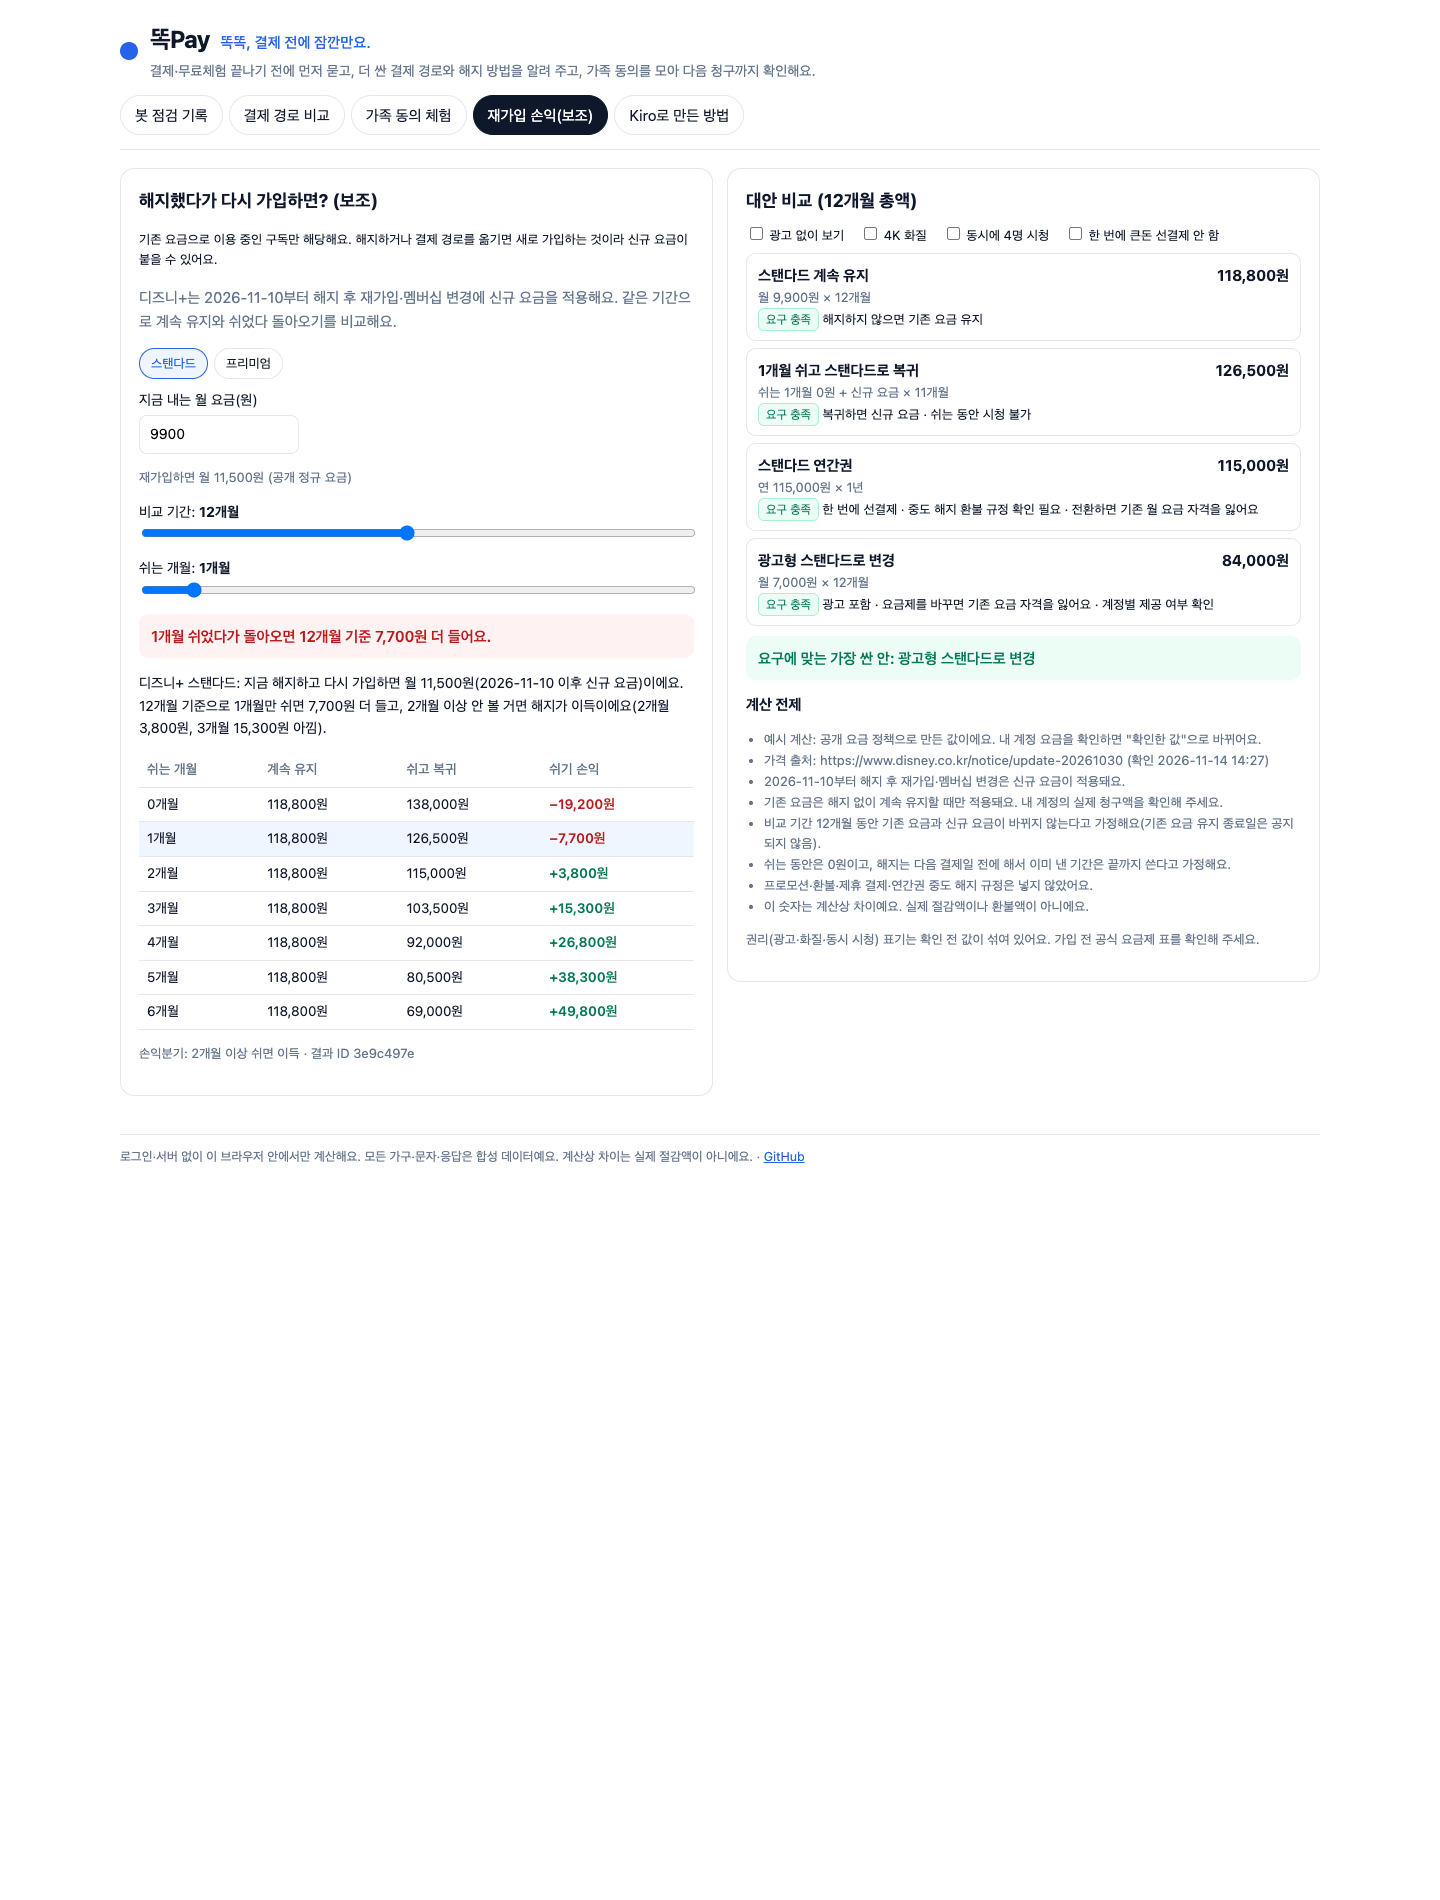 똑Pay 똑똑, 결제 전에 잠깐만요.
결제·무료체험 끝나기 전에 먼저 묻고, 더 싼 결제 경로와 해지 방법을 알려 주고, 가족 동의를 모아 다음 청구까지 확인해요.
봇 점검 기록
결제 경로 비교
가족 동의 체험
재가입 손익(보조)
Kiro로 만든 방법
해지했다가 다시 가입하면? (보조)
기존 요금으로 이용 중인 구독만 해당해요. 해지하거나 결제 경로를 옮기면 새로 가입하는 것이라 신규 요금이
붙을 수 있어요.
디즈니+는 2026-11-10부터 해지 후 재가입·멤버십 변경에 신규 요금을 적용해요. 같은 기간으
로 계속 유지와 쉬었다 돌아오기를 비교해요.
스탠다드
프리미엄
지금 내는 월 요금(원)
9900
재가입하면 월 11,500원 (공개 정규 요금)
비교 기간: 12개월
쉬는 개월: 1개월
1개월 쉬었다가 돌아오면 12개월 기준 7,700원 더 들어요.
디즈니+ 스탠다드: 지금 해지하고 다시 가입하면 월 11,500원(2026-11-10 이후 신규 요금)이에요.
12개월 기준으로 1개월만 쉬면 7,700원 더 들고, 2개월 이상 안 볼 거면 해지가 이득이에요(2개월
3,800원, 3개월 15,300원 아낌).
쉬는 개월 계속 유지 쉬고 복귀 쉬기 손익
0개월 118,800원 138,000원 −19,200원
1개월 118,800원 126,500원 −7,700원
2개월 118,800원 115,000원 +3,800원
3개월 118,800원 103,500원 +15,300원
4개월 118,800원 92,000원 +26,800원
5개월 118,800원 80,500원 +38,300원
6개월 118,800원 69,000원 +49,800원
손익분기: 2개월 이상 쉬면 이득 · 결과 ID 3e9c497e
대안 비교 (12개월 총액)
광고 없이 보기
4K 화질
동시에 4명 시청
한 번에 큰돈 선결제 안 함
스탠다드 계속 유지 118,800원
월 9,900원 × 12개월
요구 충족 해지하지 않으면 기존 요금 유지
1개월 쉬고 스탠다드로 복귀 126,500원
쉬는 1개월 0원 + 신규 요금 × 11개월
요구 충족 복귀하면 신규 요금 · 쉬는 동안 시청 불가
스탠다드 연간권 115,000원
연 115,000원 × 1년
요구 충족 한 번에 선결제 · 중도 해지 환불 규정 확인 필요 · 전환하면 기존 월 요금 자격을 잃어요
광고형 스탠다드로 변경 84,000원
월 7,000원 × 12개월
요구 충족 광고 포함 · 요금제를 바꾸면 기존 요금 자격을 잃어요 · 계정별 제공 여부 확인
요구에 맞는 가장 싼 안: 광고형 스탠다드로 변경
계산 전제
• 예시 계산: 공개 요금 정책으로 만든 값이에요. 내 계정 요금을 확인하면 "확인한 값"으로 바뀌어요.
• 가격 출처: https://www.disney.co.kr/notice/update-20261030 (확인 2026-11-14 14:27)
• 2026-11-10부터 해지 후 재가입·멤버십 변경은 신규 요금이 적용돼요.
• 기존 요금은 해지 없이 계속 유지할 때만 적용돼요. 내 계정의 실제 청구액을 확인해 주세요.
• 비교 기간 12개월 동안 기존 요금과 신규 요금이 바뀌지 않는다고 가정해요(기존 요금 유지 종료일은 공지
되지 않음).
• 쉬는 동안은 0원이고, 해지는 다음 결제일 전에 해서 이미 낸 기간은 끝까지 쓴다고 가정해요.
• 프로모션·환불·제휴 결제·연간권 중도 해지 규정은 넣지 않았어요.
• 이 숫자는 계산상 차이예요. 실제 절감액이나 환불액이 아니에요.
권리(광고·화질·동시 시청) 표기는 확인 전 값이 섞여 있어요. 가입 전 공식 요금제 표를 확인해 주세요.
로그인·서버 없이 이 브라우저 안에서만 계산해요. 모든 가구·문자·응답은 합성 데이터예요. 계산상 차이는 실제 절감액이 아니에요. · GitHub